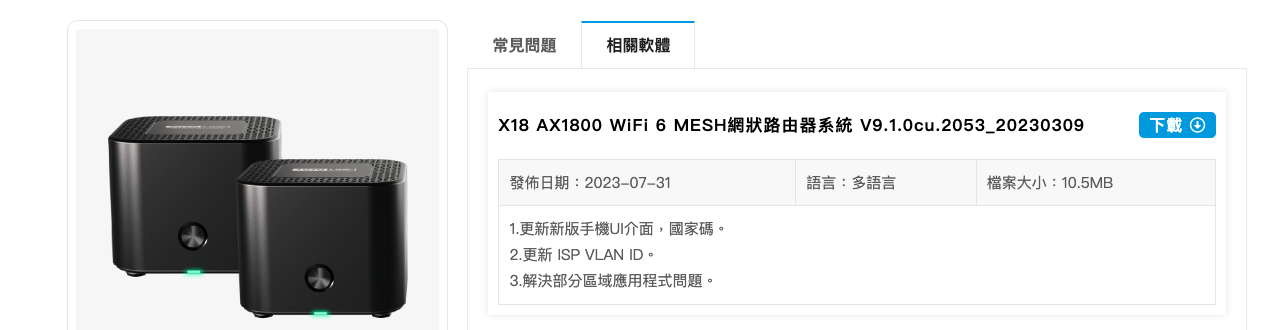 常見問題
相關軟體
X18 AX1800 WiFi 6 MESH網狀路由器系統 V9.1.0cu.2053_20230309
下載
發佈日期：2023-07-31
語言：多語言
檔案大小：10.5MB
1.更新新版手機UI介面，國家碼。
2.更新 ISP VLAN ID。
3.解決部分區域應用程式問題。